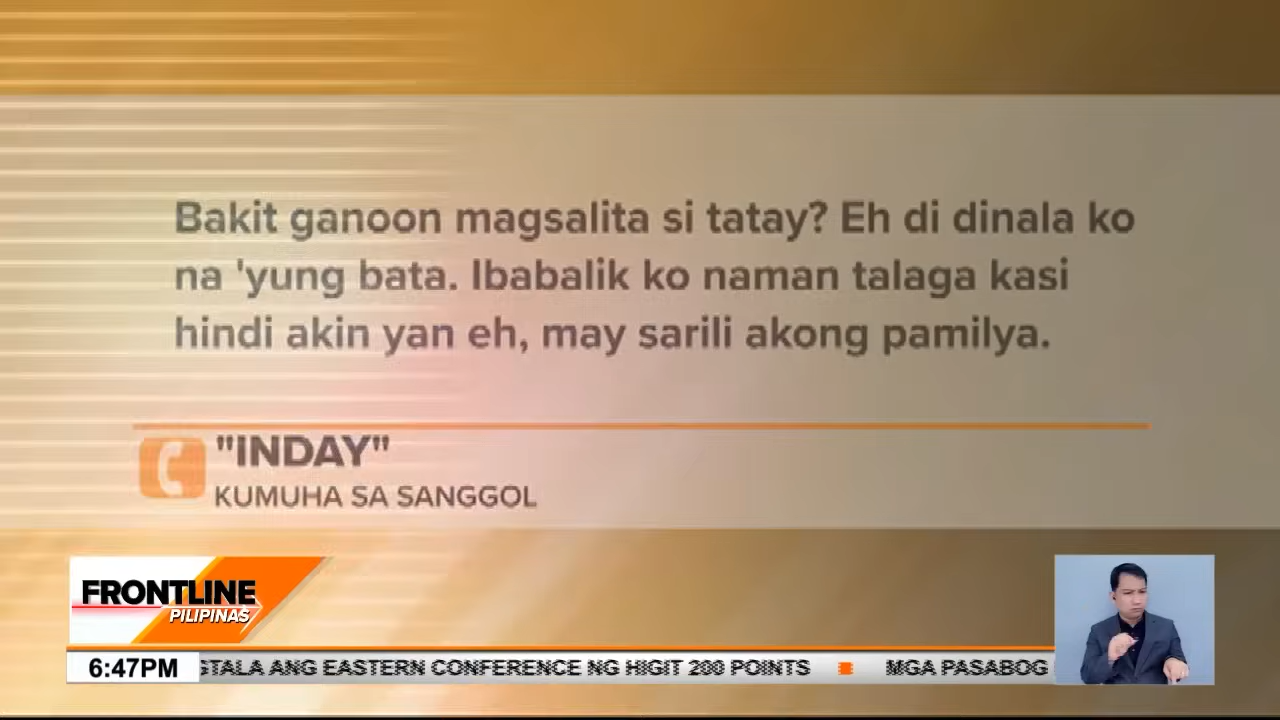 Bakit ganoon magsalita si tatay? Eh di dinala ko
na 'yung bata. Ibabalik ko naman talaga kasi
hindi akin yan eh, may sarili akong pamilya.
"INDAY"
KUMUHA SA SANGGOL
FRONTLINE
PILIPINAS
6:47PM
GTALA ANG EASTERN CONFERENCE NG HIGIT 200 POINTS MGA PASABOG